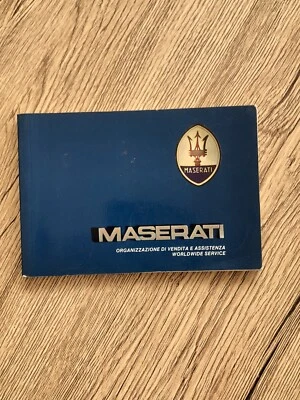 MASERATI
MASERATI
ORGANIZZAZIONE DI VENDITA E ASSISTENZA
WORLDWIDE SERVICE